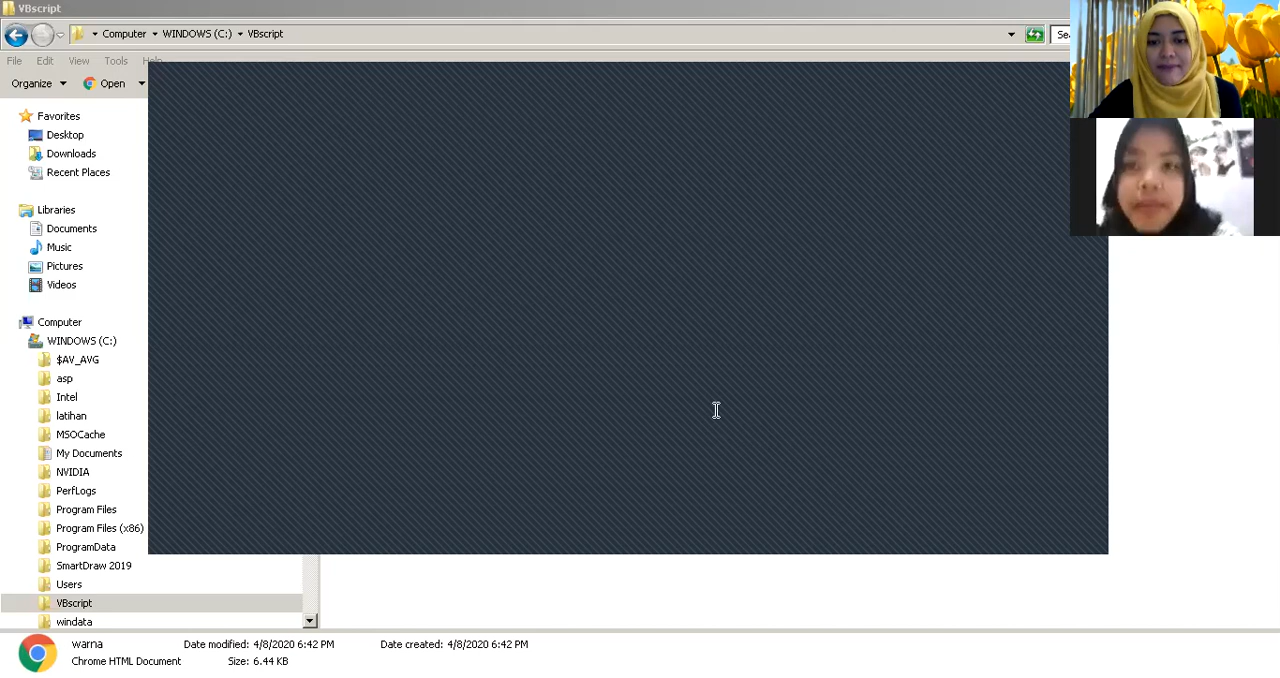 VBscript
Computer WINDOWS (C:) VBscript
File Edit View Tools
Organize Open
Favorites
Desktop
Downloads
Recent Places
Libraries
Documents
Music
Pictures
Videos
Computer
WINDOWS (C:)
$AV_AVG
asp
Intel
latihan
MSOCache
My Documents
NVIDIA
PerfLogs
Program Files
Program Files (x86)
ProgramData
SmartDraw 2019
Users
VBscript
windata
warna Date modified: 4/8/2020 6:42 PM Date created: 4/8/2020 6:42 PM
Chrome HTML Document Size: 6.44 KB